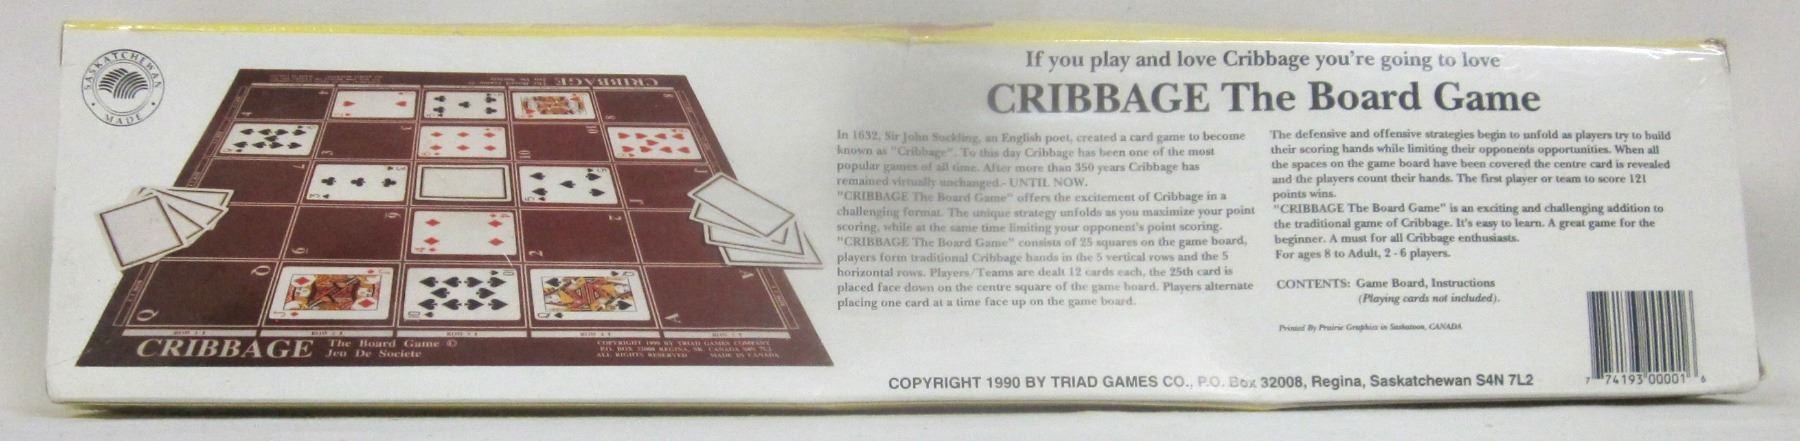 SASKATCHEWAN
MADE
CRIBBAGE
The Board Game ©
Jeu De Societe
COPYRIGHT 1990 BY TRIAD GAMES COMPANY
P.O. BOX 32008 REGINA, SK CANADA S4N 7L2
ALL RIGHTS RESERVED MADE IN CANADA
If you play and love Cribbage you're going to love
CRIBBAGE The Board Game
In 1632, Sir John Suckling, an English poet, created a card game to become
known as "Cribbage". To this day Cribbage has been one of the most
popular games of all time. After more than 350 years Cribbage has
remained virtually unchanged.- UNTIL NOW.
"CRIBBAGE The Board Game" offers the excitement of Cribbage in a
challenging format. The unique strategy unfolds as you maximize your point
scoring, while at the same time limiting your opponent's point scoring.
"CRIBBAGE The Board Game" consists of 25 squares on the game board,
players form traditional Cribbage hands in the 5 vertical rows and the 5
horizontal rows. Players/Teams are dealt 12 cards each, the 25th card is
placed face down on the centre square of the game board. Players alternate
placing one card at a time face up on the game board.
The defensive and offensive strategies begin to unfold as players try to build
their scoring hands while limiting their opponents opportunities. When all
the spaces on the game board have been covered the centre card is revealed
and the players count their hands. The first player or team to score 121
points wins.
"CRIBBAGE The Board Game" is an exciting and challenging addition to
the traditional game of Cribbage. It's easy to learn. A great game for the
beginner. A must for all Cribbage enthusiasts.
For ages 8 to Adult, 2 - 6 players.
CONTENTS: Game Board, Instructions
(Playing cards not included).
Printed By Prairie Graphics in Saskatoon, CANADA
COPYRIGHT 1990 BY TRIAD GAMES CO., P.O. Box 32008, Regina, Saskatchewan S4N 7L2
7 74193 00001 6